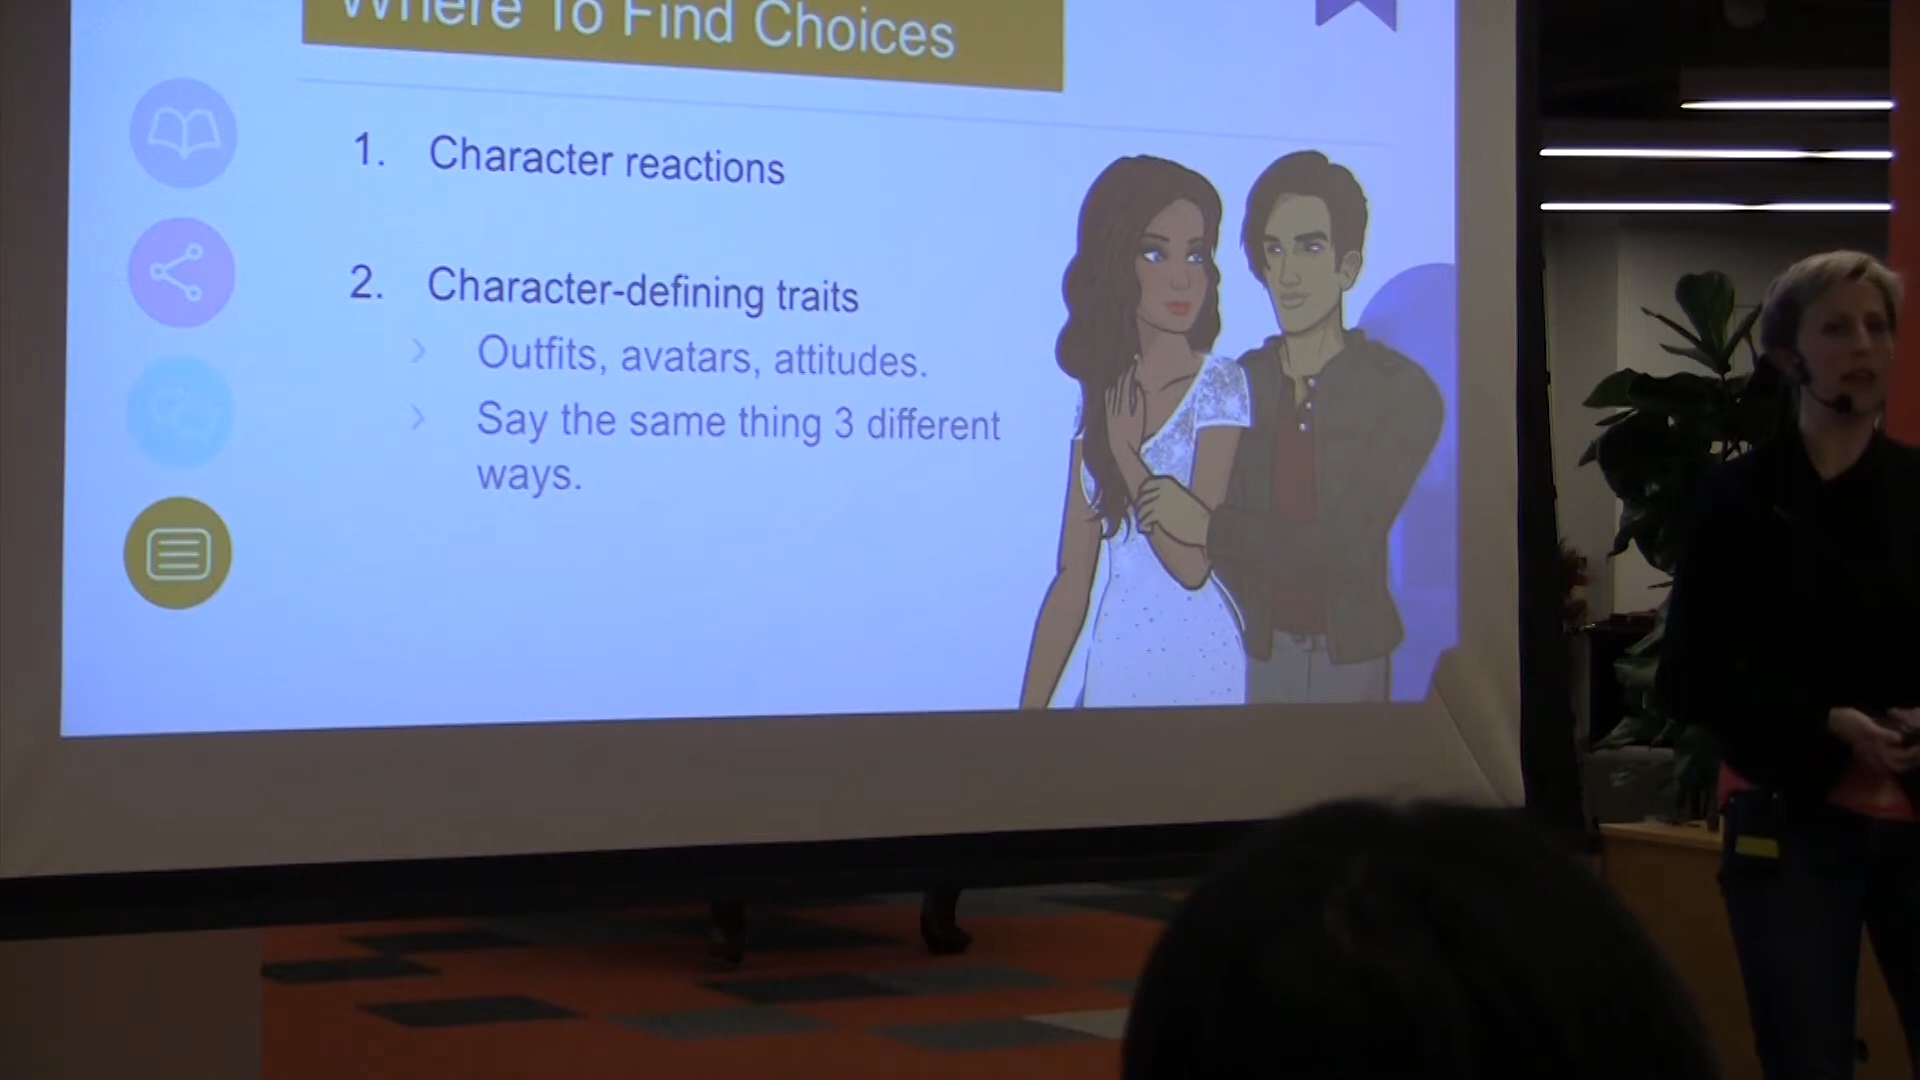 Where To Find Choices
1. Character reactions
2. Character-defining traits
Outfits, avatars, attitudes.
Say the same thing 3 different
ways.